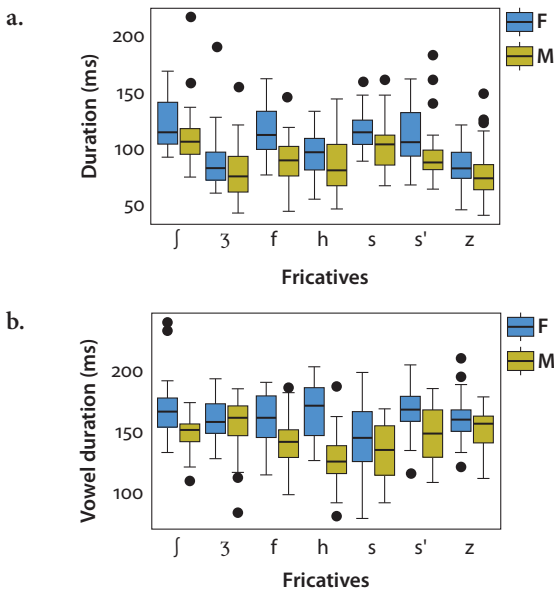 a.
Duration (ms)
200
150
100
50
F
M
ʃ ʒ f h s s' z
Fricatives
b.
Vowel duration (ms)
200
150
100
F
M
ʃ ʒ f h s s' z
Fricatives